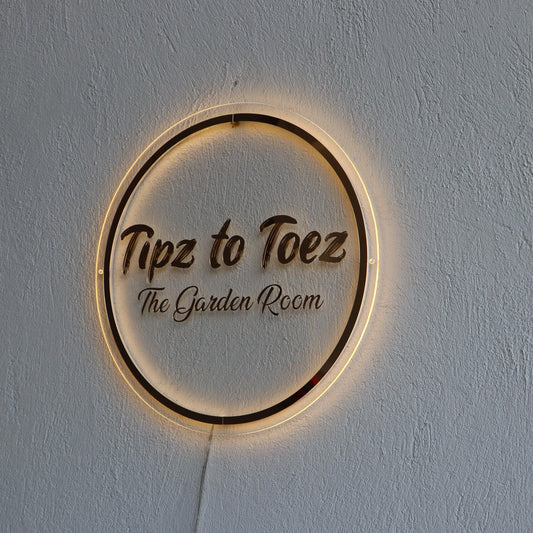 Tipz to Toez
The Garden Room